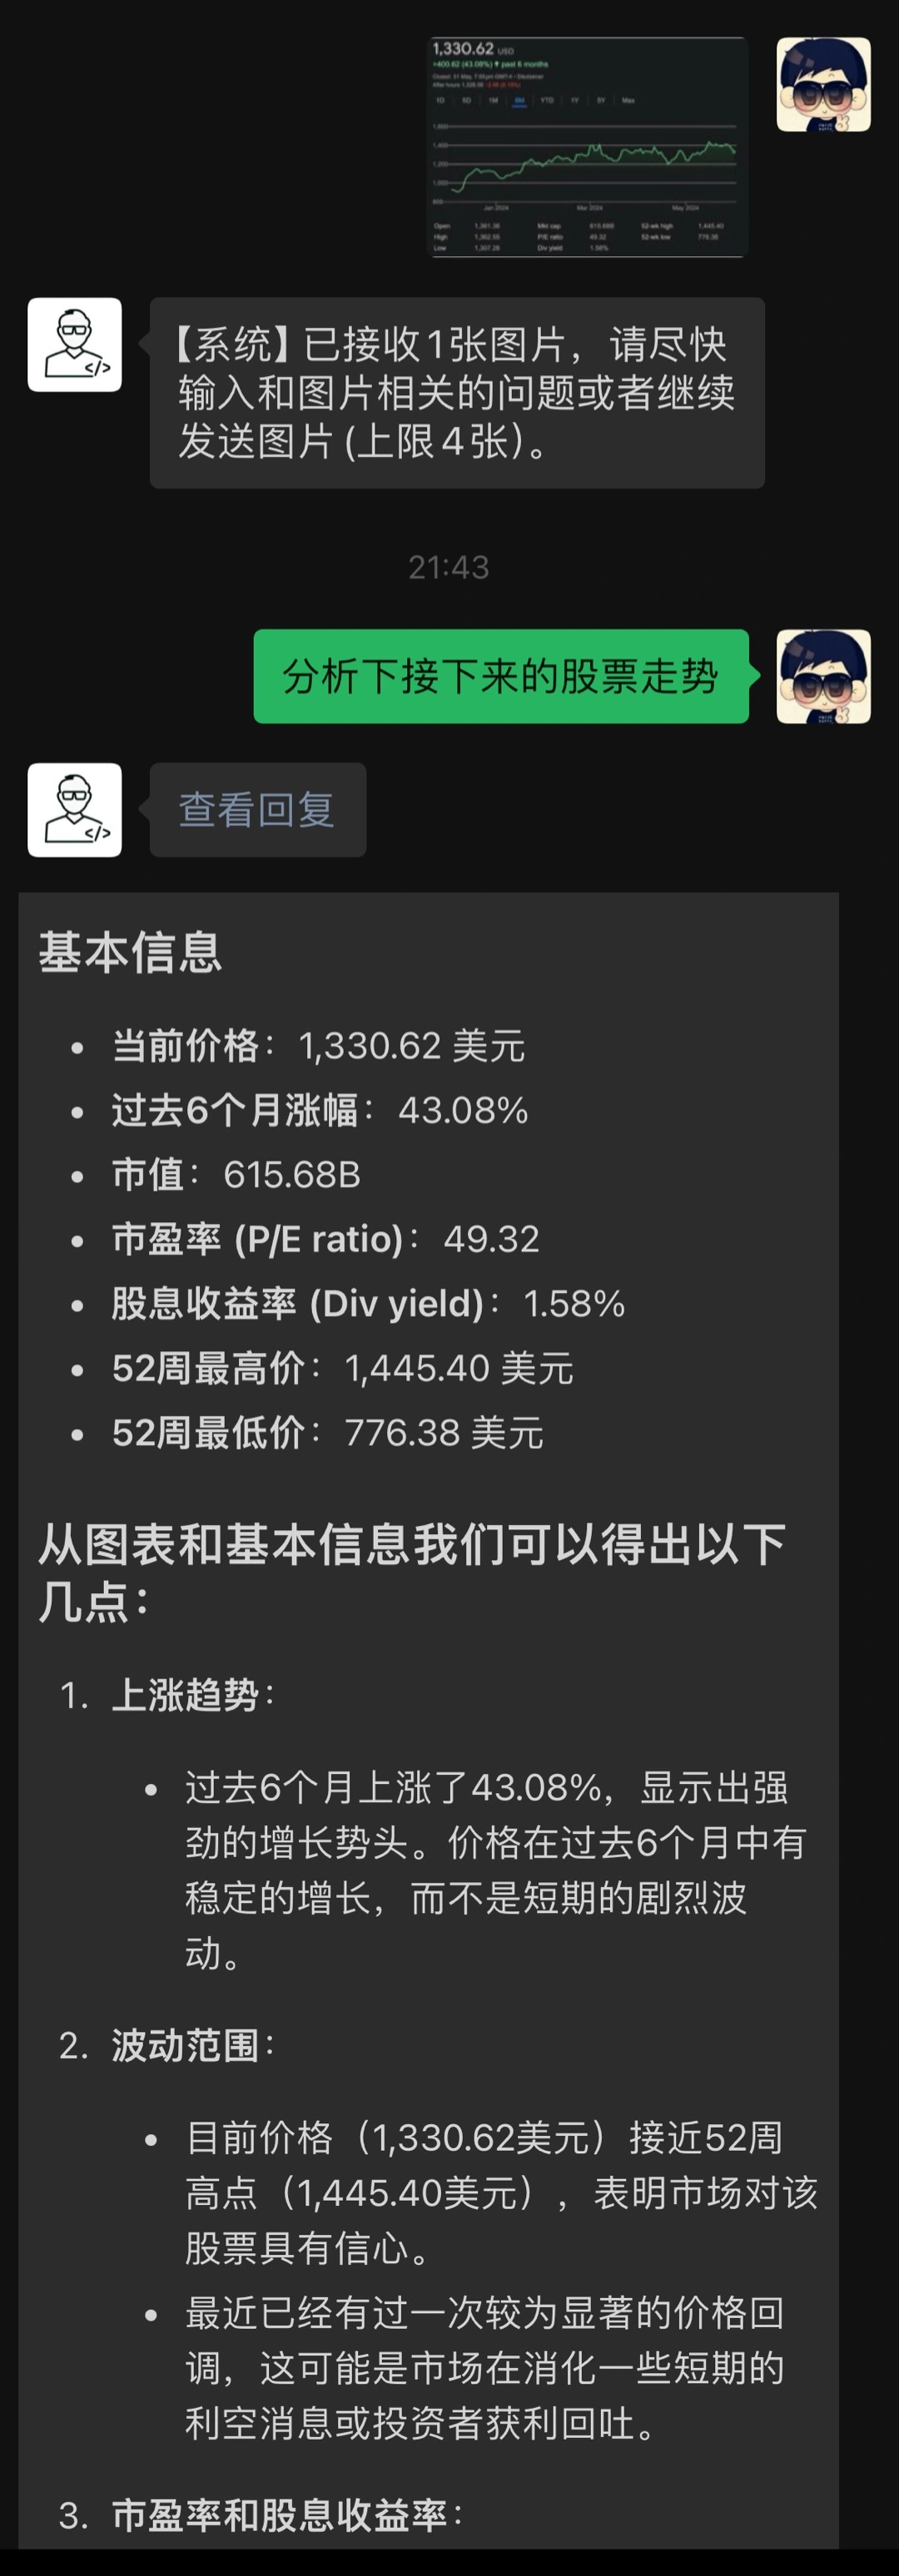 1,330.62 USD
+400.62 (43.08%) ↑ past 6 months
1D 5D 1M 6M YTD 1Y 5Y Max
1,600
1,400
1,200
1,000
800
Jan 2024 Mar 2024 May 2024
Open 1,361.36 Mkt cap 615.68B 52-wk high 1,445.40
High 1,362.55 P/E ratio 49.32 52-wk low 776.38
Low 1,307.28 Div yield 1.58%
【系统】已接收1张图片，请尽快
输入和图片相关的问题或者继续
发送图片(上限4张)。
</>
21:43
分析下接下来的股票走势
查看回复
</>
基本信息
• 当前价格：1,330.62 美元
• 过去6个月涨幅：43.08%
• 市值：615.68B
• 市盈率 (P/E ratio)：49.32
• 股息收益率 (Div yield)：1.58%
• 52周最高价：1,445.40 美元
• 52周最低价：776.38 美元
从图表和基本信息我们可以得出以下
几点：
1. 上涨趋势：
• 过去6个月上涨了43.08%，显示出强
劲的增长势头。价格在过去6个月中有
稳定的增长，而不是短期的剧烈波
动。
2. 波动范围：
• 目前价格（1,330.62美元）接近52周
高点（1,445.40美元），表明市场对该
股票具有信心。
• 最近已经有过一次较为显著的价格回
调，这可能是市场在消化一些短期的
利空消息或投资者获利回吐。
3. 市盈率和股息收益率：